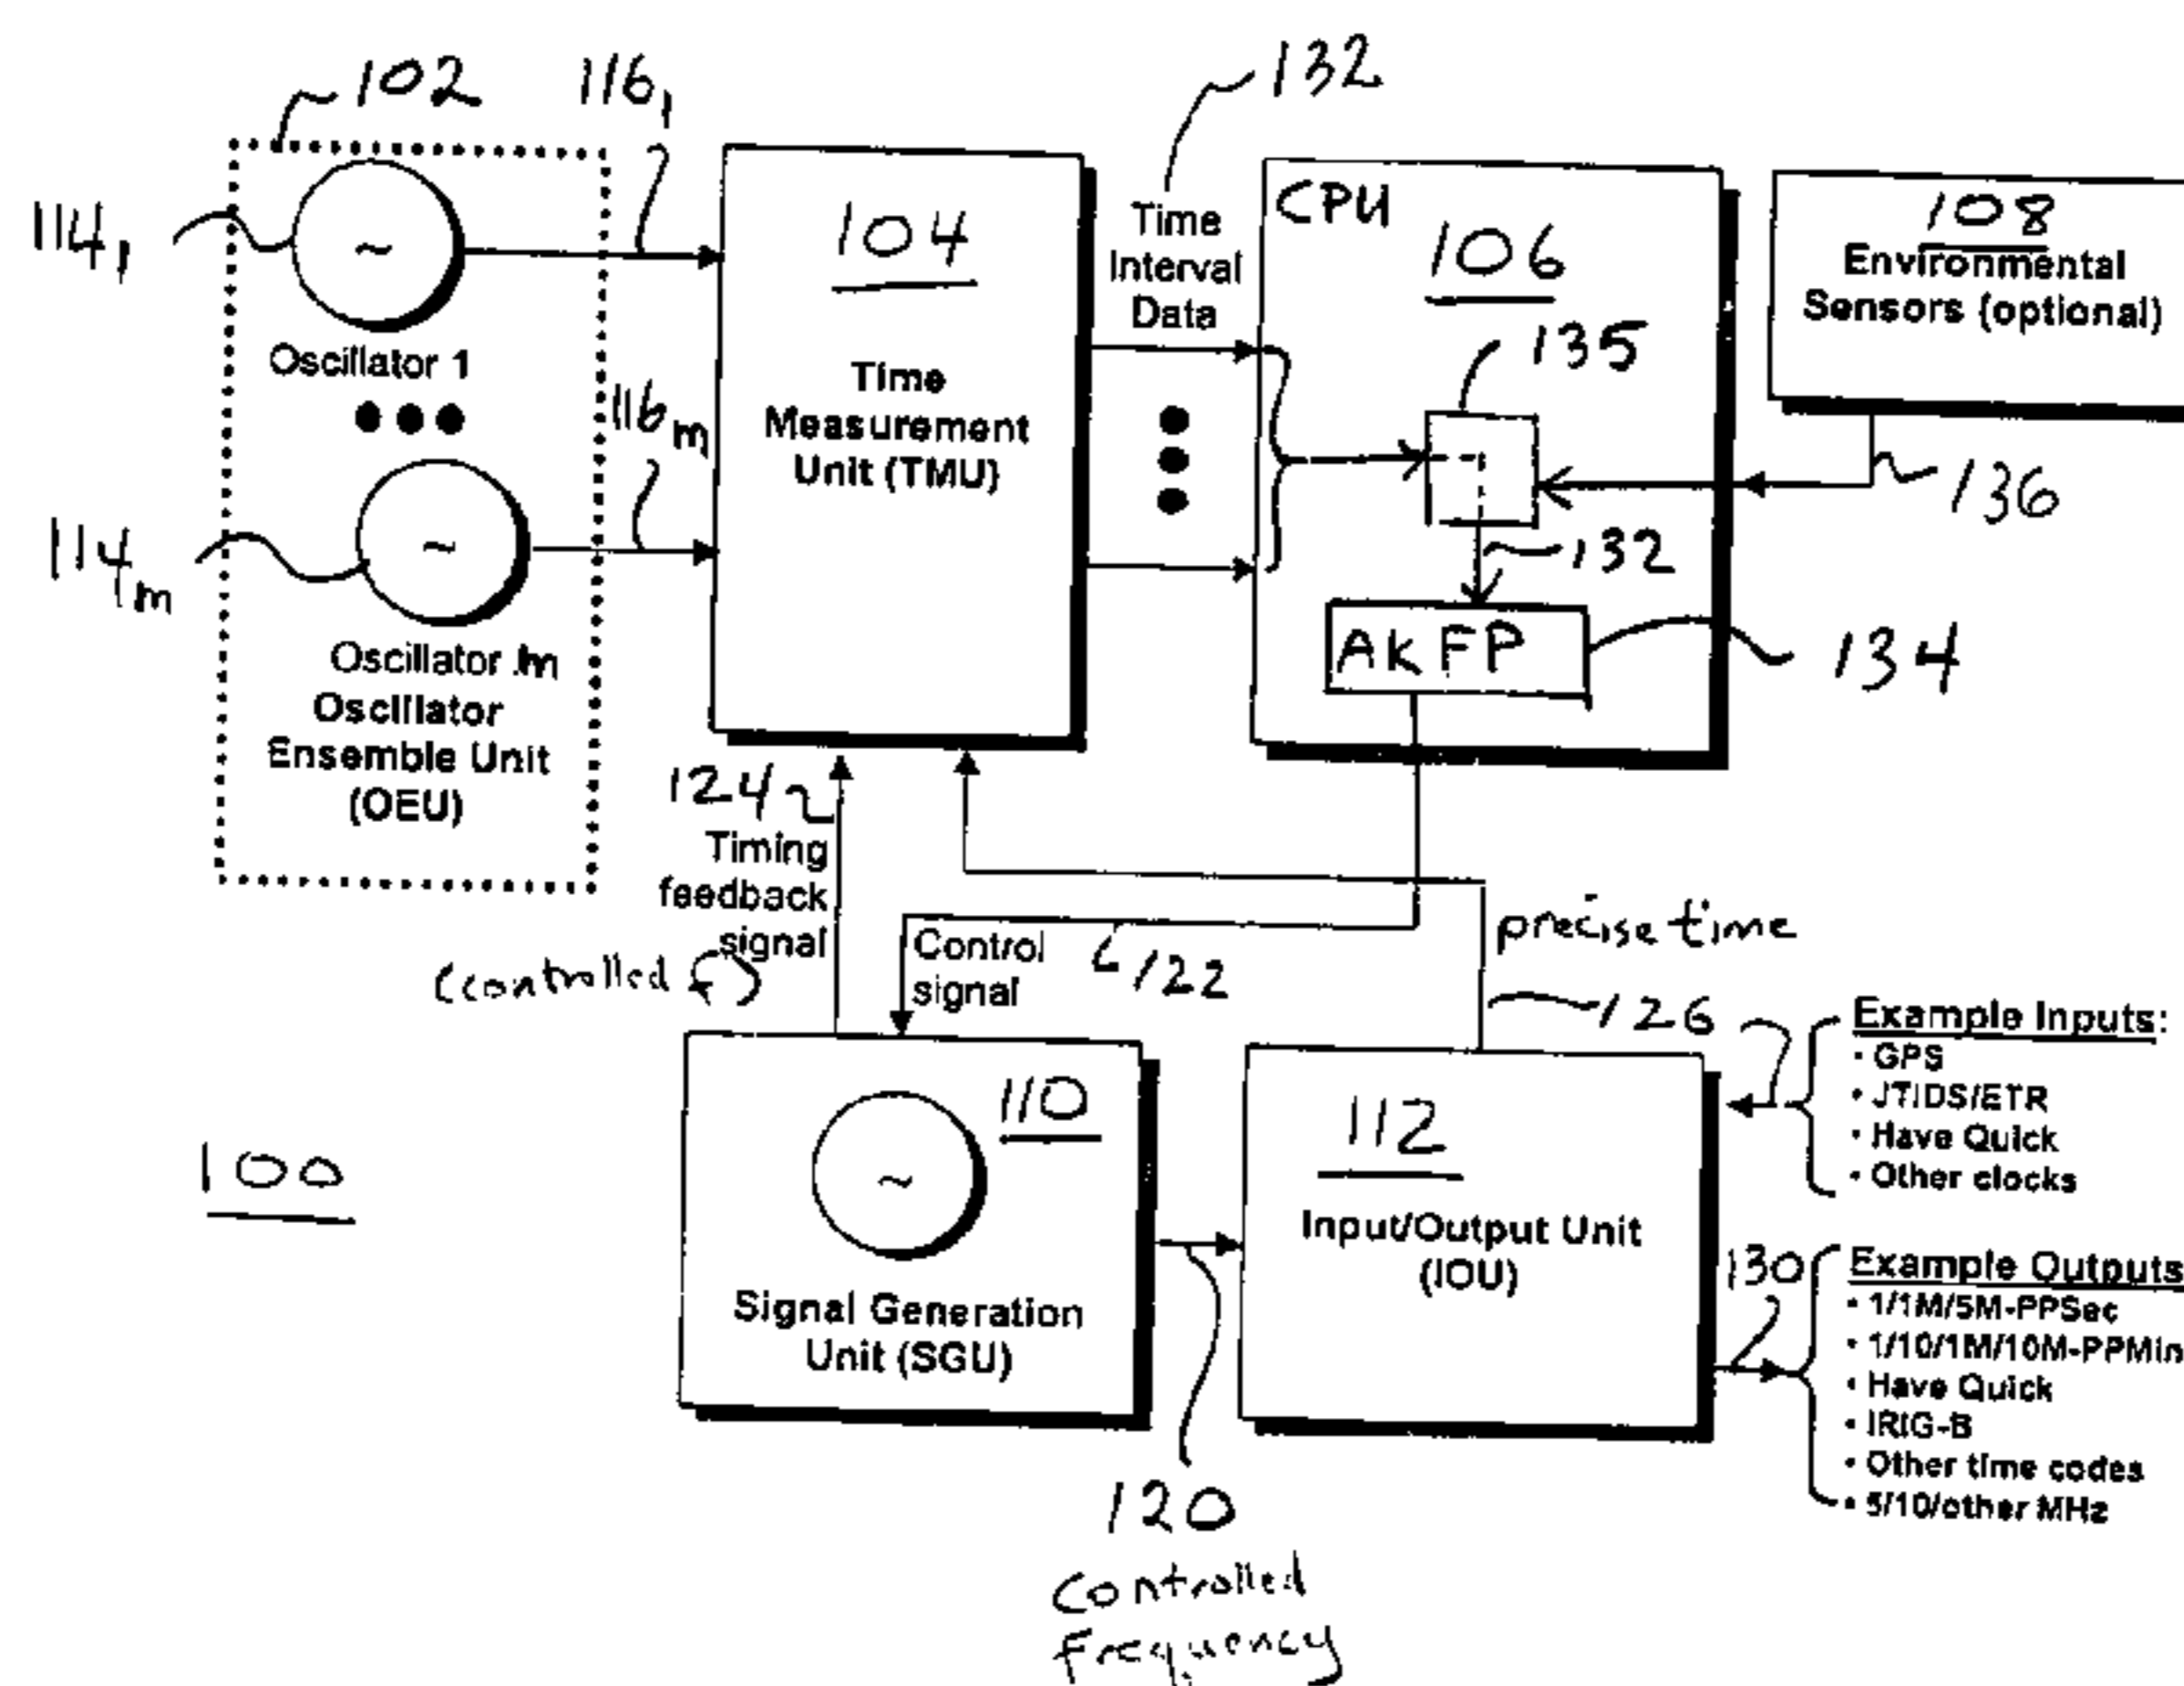 102
116₁
132
114₁
~
104
Time
Interval
Data
CPU
106
108
Environmental
Sensors (optional)
Oscillator 1
116m
Time
Measurement
Unit (TMU)
135
136
114m
~
132
AKFP
134
Oscillator m
Oscillator
Ensemble Unit
(OEU)
124
Timing
feedback
signal
(controlled f)
Control
signal
122
precise time
126
Example Inputs:
• GPS
• JTIDS/ETR
• Have Quick
• Other clocks
100
110
~
Signal Generation
Unit (SGU)
112
Input/Output Unit
(IOU)
130
Example Outputs
• 1/1M/5M-PPSec
• 1/10/1M/10M-PPMin
• Have Quick
• IRIG-B
• Other time codes
• 5/10/other MHz
120
Controlled
frequency